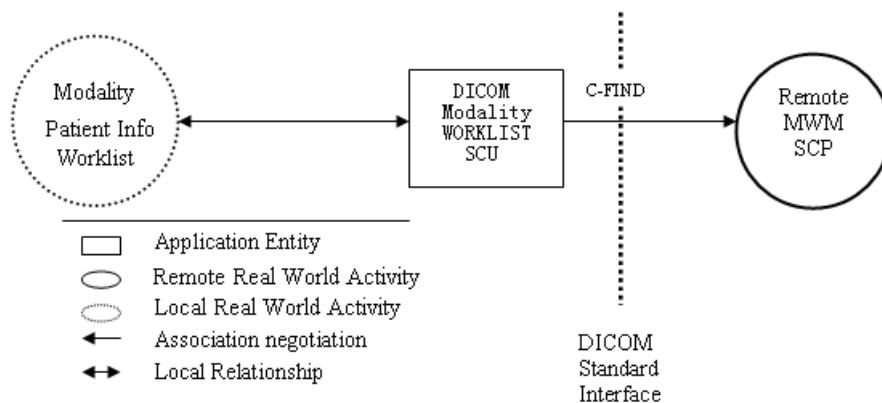 Modality
Patient Info
Worklist
DICOM
Modality
WORKLIST
SCU
C-FIND
Remote
MWM
SCP
Application Entity
Remote Real World Activity
Local Real World Activity
Association negotiation
Local Relationship
DICOM
Standard
Interface